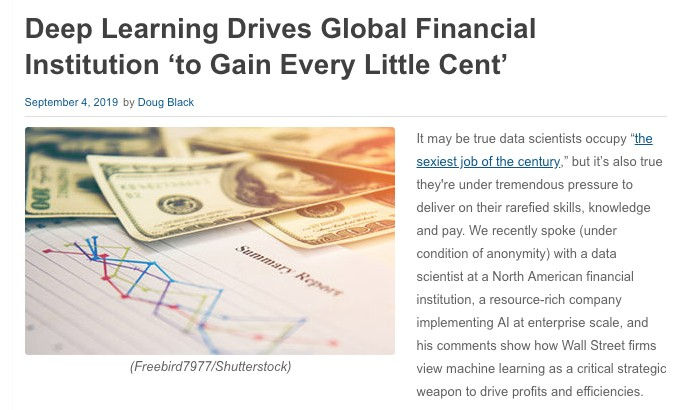 Deep Learning Drives Global Financial
Institution ‘to Gain Every Little Cent’
September 4, 2019 by Doug Black
100
Summary Report
(Freebird7977/Shutterstock)
It may be true data scientists occupy “the
sexiest job of the century,” but it’s also true
they're under tremendous pressure to
deliver on their rarefied skills, knowledge
and pay. We recently spoke (under
condition of anonymity) with a data
scientist at a North American financial
institution, a resource-rich company
implementing AI at enterprise scale, and
his comments show how Wall Street firms
view machine learning as a critical strategic
weapon to drive profits and efficiencies.